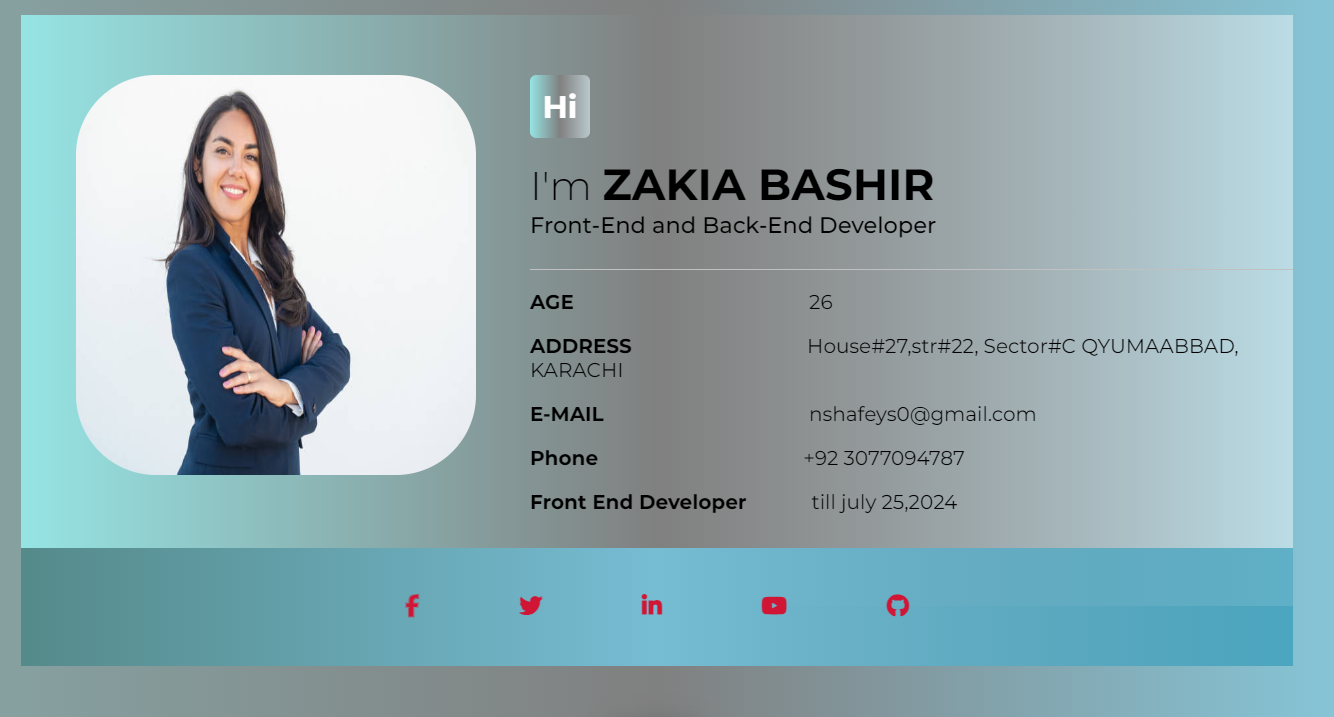 Hi
I'm ZAKIA BASHIR
Front-End and Back-End Developer
AGE 26
ADDRESS House#27,str#22, Sector#C QYUMAABBAD,
KARACHI
E-MAIL nshafeys0@gmail.com
Phone +92 3077094787
Front End Developer till july 25,2024